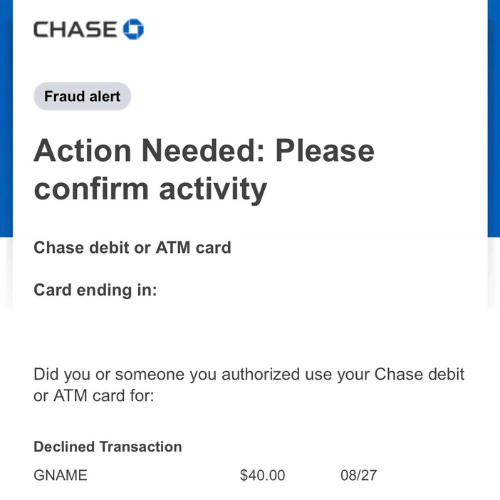 CHASE
Fraud alert
Action Needed: Please
confirm activity
Chase debit or ATM card
Card ending in:
Did you or someone you authorized use your Chase debit
or ATM card for:
Declined Transaction
GNAME $40.00 08/27